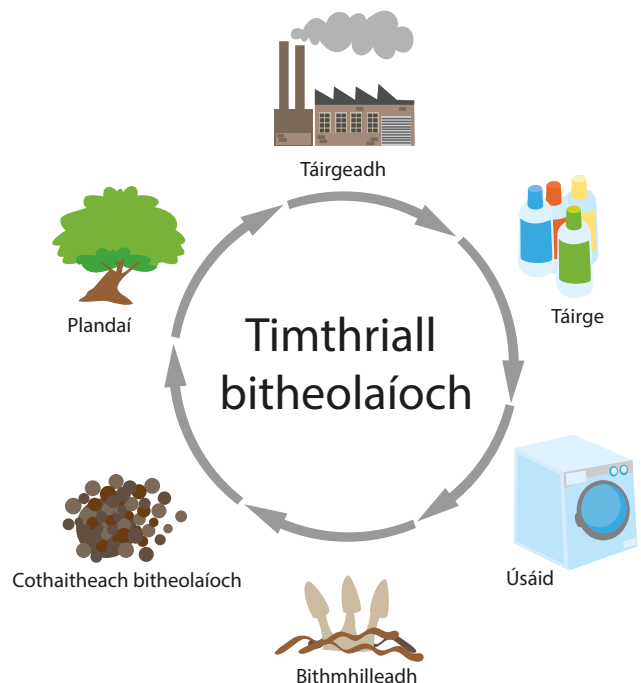 Táirgeadh
Táirge
Úsáid
Bithmhilleadh
Cothaitheach bitheolaíoch
Plandaí
Timthriall
bitheolaíoch